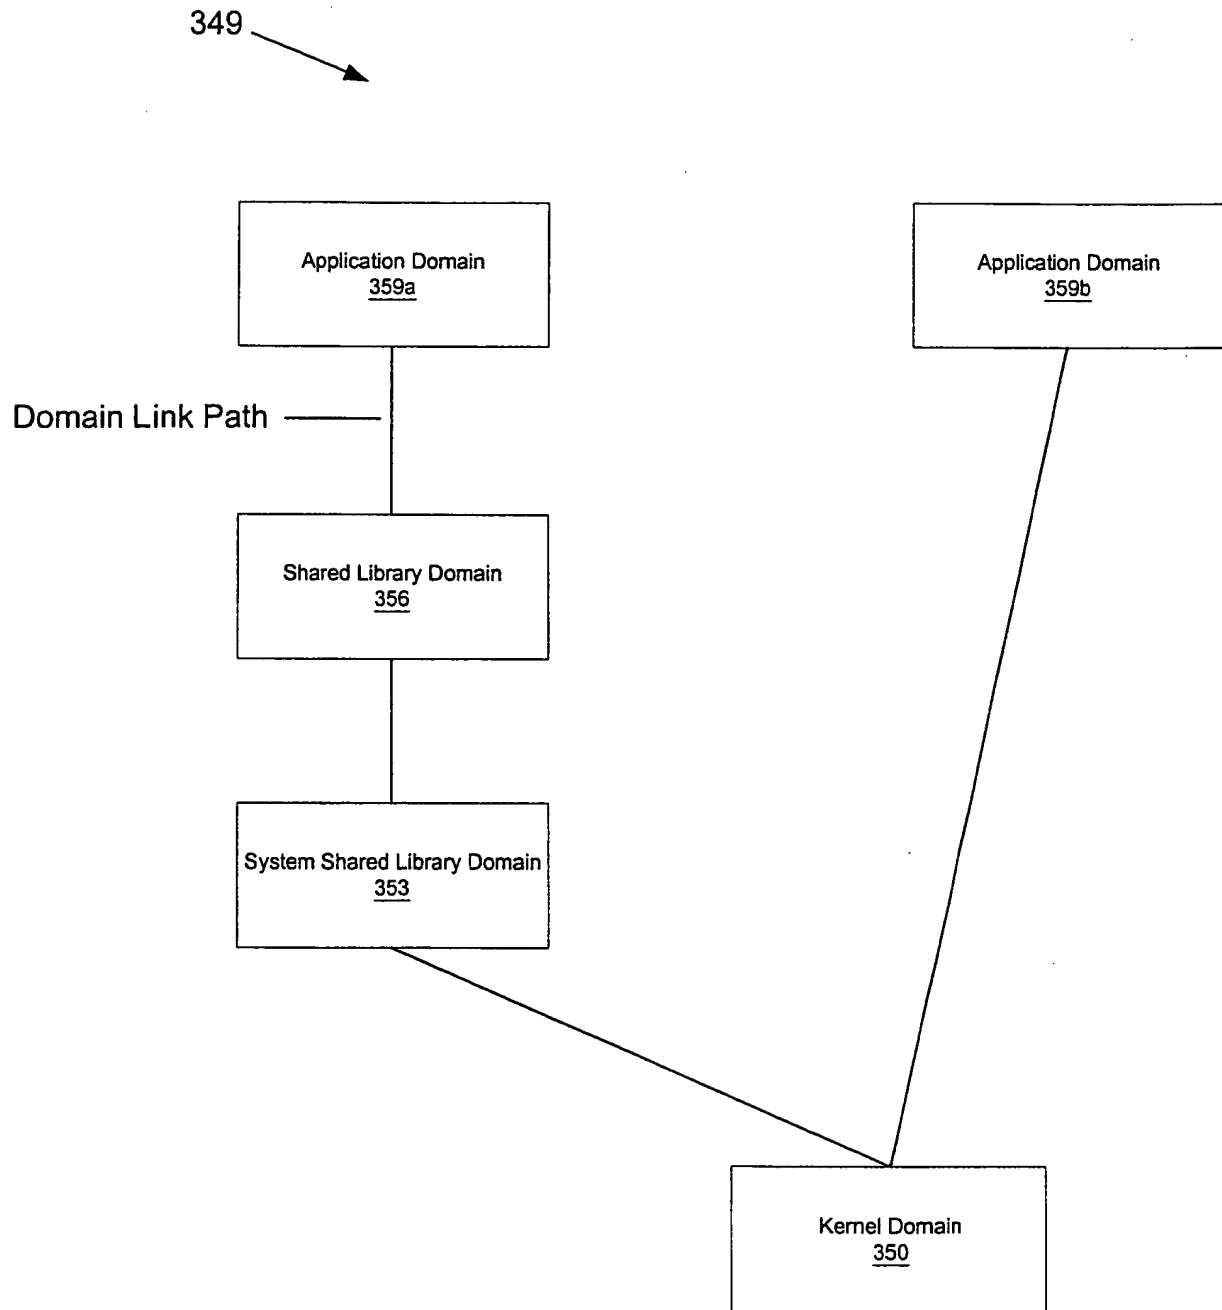 349
Application Domain
359a
Application Domain
359b
Domain Link Path
Shared Library Domain
356
System Shared Library Domain
353
Kernel Domain
350